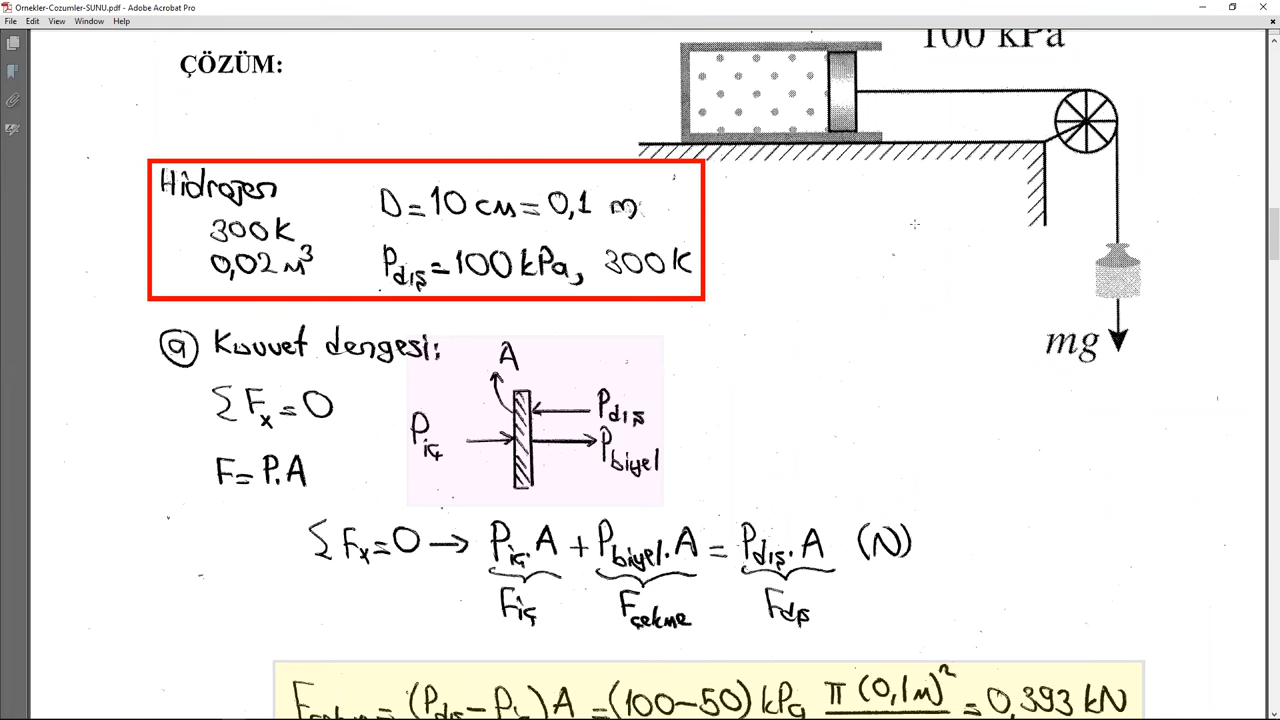 Ornekler-Cozumler-SUNU.pdf - Adobe Acrobat Pro
File Edit View Window Help
100 kPa
ÇÖZÜM:
Hidrojen
300K
0,02 m³
D=10 cm=0,1 m
Pdış=100 kPa, 300K
mg
a Kuvvet dengesi:
ΣFx=0
F=P.A
A
Piç
Pdış
Pbiyel
ΣFx=0 → Piç.A + Pbiyel.A = Pdış.A (N)
Fiç Fçekme Fdış
Fçekme = (Pdış-Piç)A = (100-50) kPa π(0,1m)² = 0,393 kN